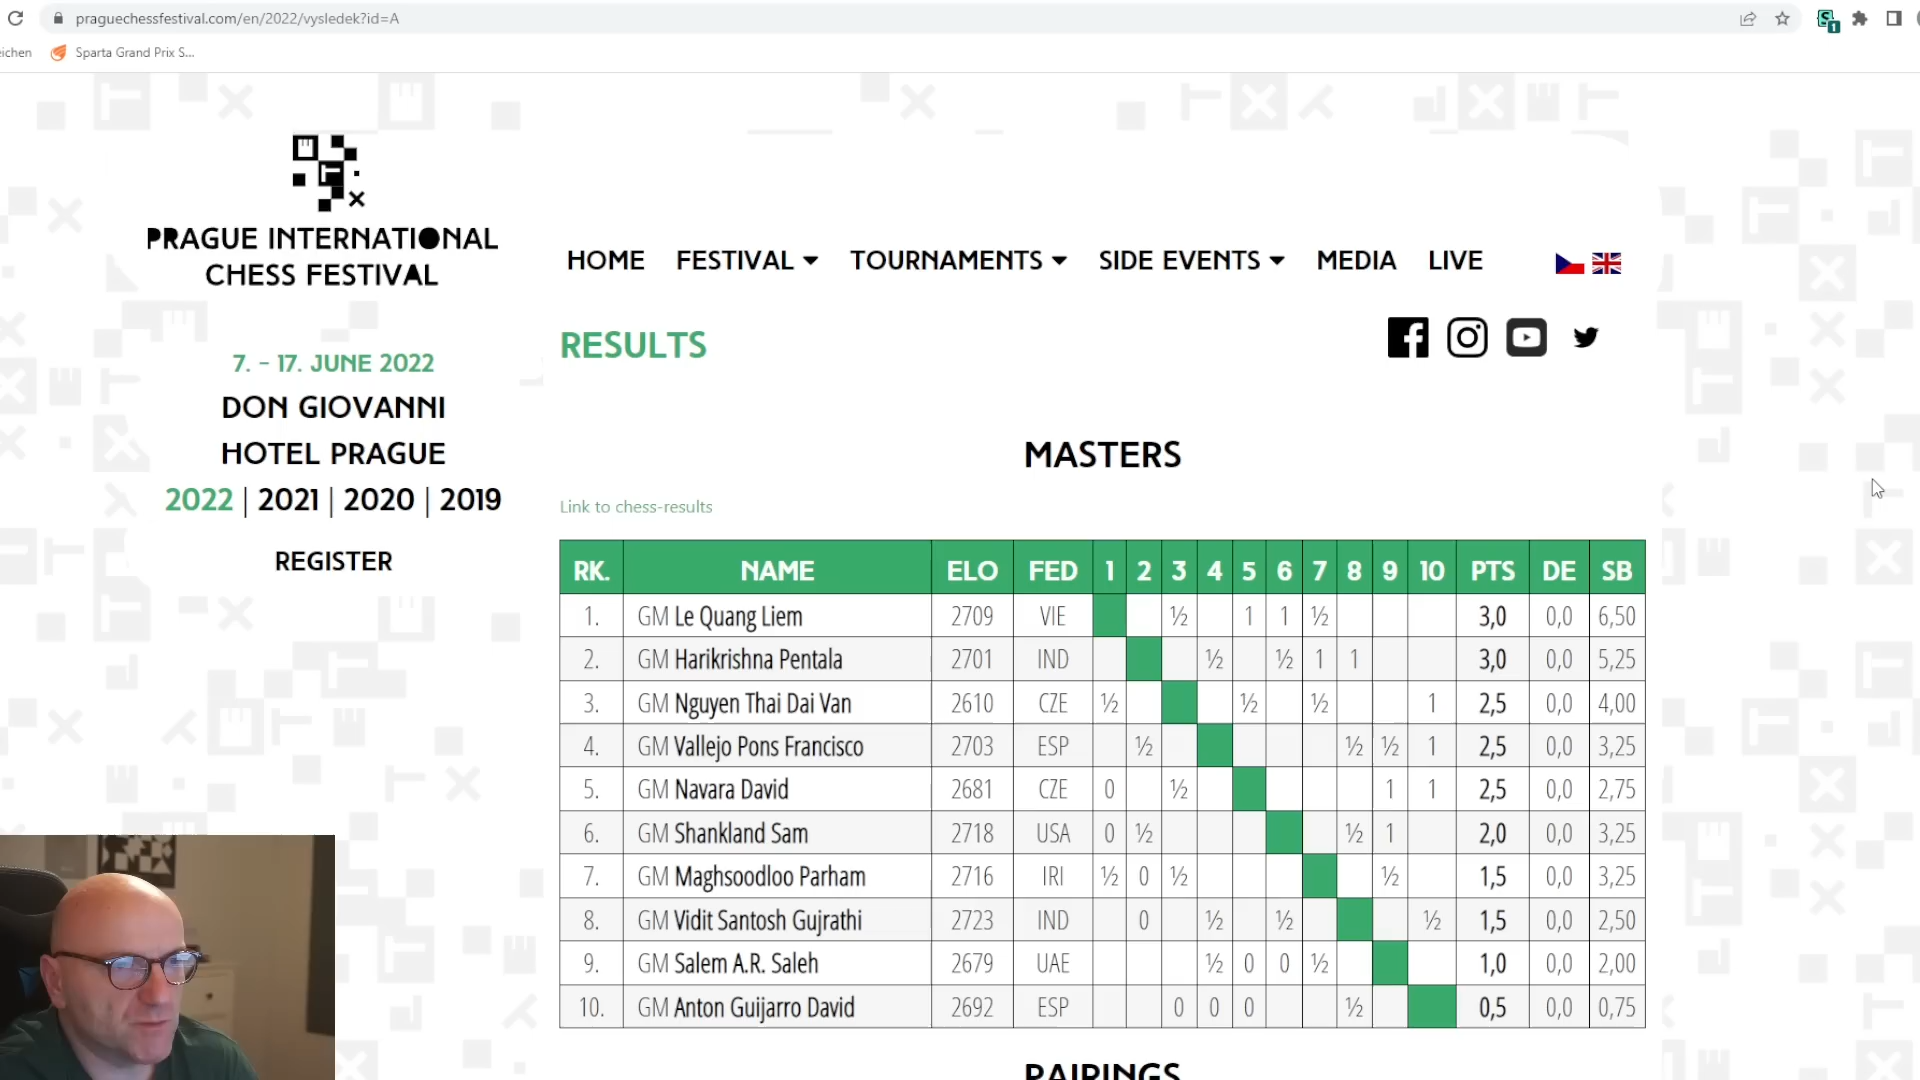 praguechessfestival.com/en/2022/vysledek?id=A
eichen Sparta Grand Prix S...
PRAGUE INTERNATIONAL
CHESS FESTIVAL
HOME FESTIVAL TOURNAMENTS SIDE EVENTS MEDIA LIVE
RESULTS
7. - 17. JUNE 2022
DON GIOVANNI
HOTEL PRAGUE
2022 | 2021 | 2020 | 2019
REGISTER
MASTERS
Link to chess-results
RK. NAME ELO FED 1 2 3 4 5 6 7 8 9 10 PTS DE SB
1. GM Le Quang Liem 2709 VIE ½ 1 1 ½ 3,0 0,0 6,50
2. GM Harikrishna Pentala 2701 IND ½ ½ 1 1 3,0 0,0 5,25
3. GM Nguyen Thai Dai Van 2610 CZE ½ ½ ½ 1 2,5 0,0 4,00
4. GM Vallejo Pons Francisco 2703 ESP ½ ½ ½ 1 2,5 0,0 3,25
5. GM Navara David 2681 CZE 0 ½ 1 1 2,5 0,0 2,75
6. GM Shankland Sam 2718 USA 0 ½ ½ 1 2,0 0,0 3,25
7. GM Maghsoodloo Parham 2716 IRI ½ 0 ½ ½ 1,5 0,0 3,25
8. GM Vidit Santosh Gujrathi 2723 IND 0 ½ ½ ½ 1,5 0,0 2,50
9. GM Salem A.R. Saleh 2679 UAE ½ 0 0 ½ 1,0 0,0 2,00
10. GM Anton Guijarro David 2692 ESP 0 0 0 ½ 0,5 0,0 0,75
PAIRINGS